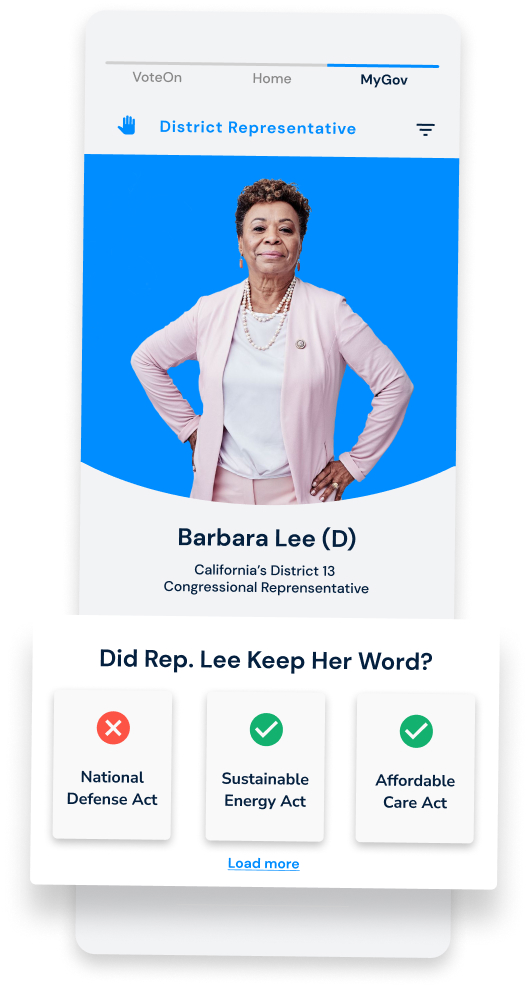 VoteOn Home MyGov
District Representative
Barbara Lee (D)
California's District 13
Congressional Reprensentative
Did Rep. Lee Keep Her Word?
National
Defense Act
Sustainable
Energy Act
Affordable
Care Act
Load more